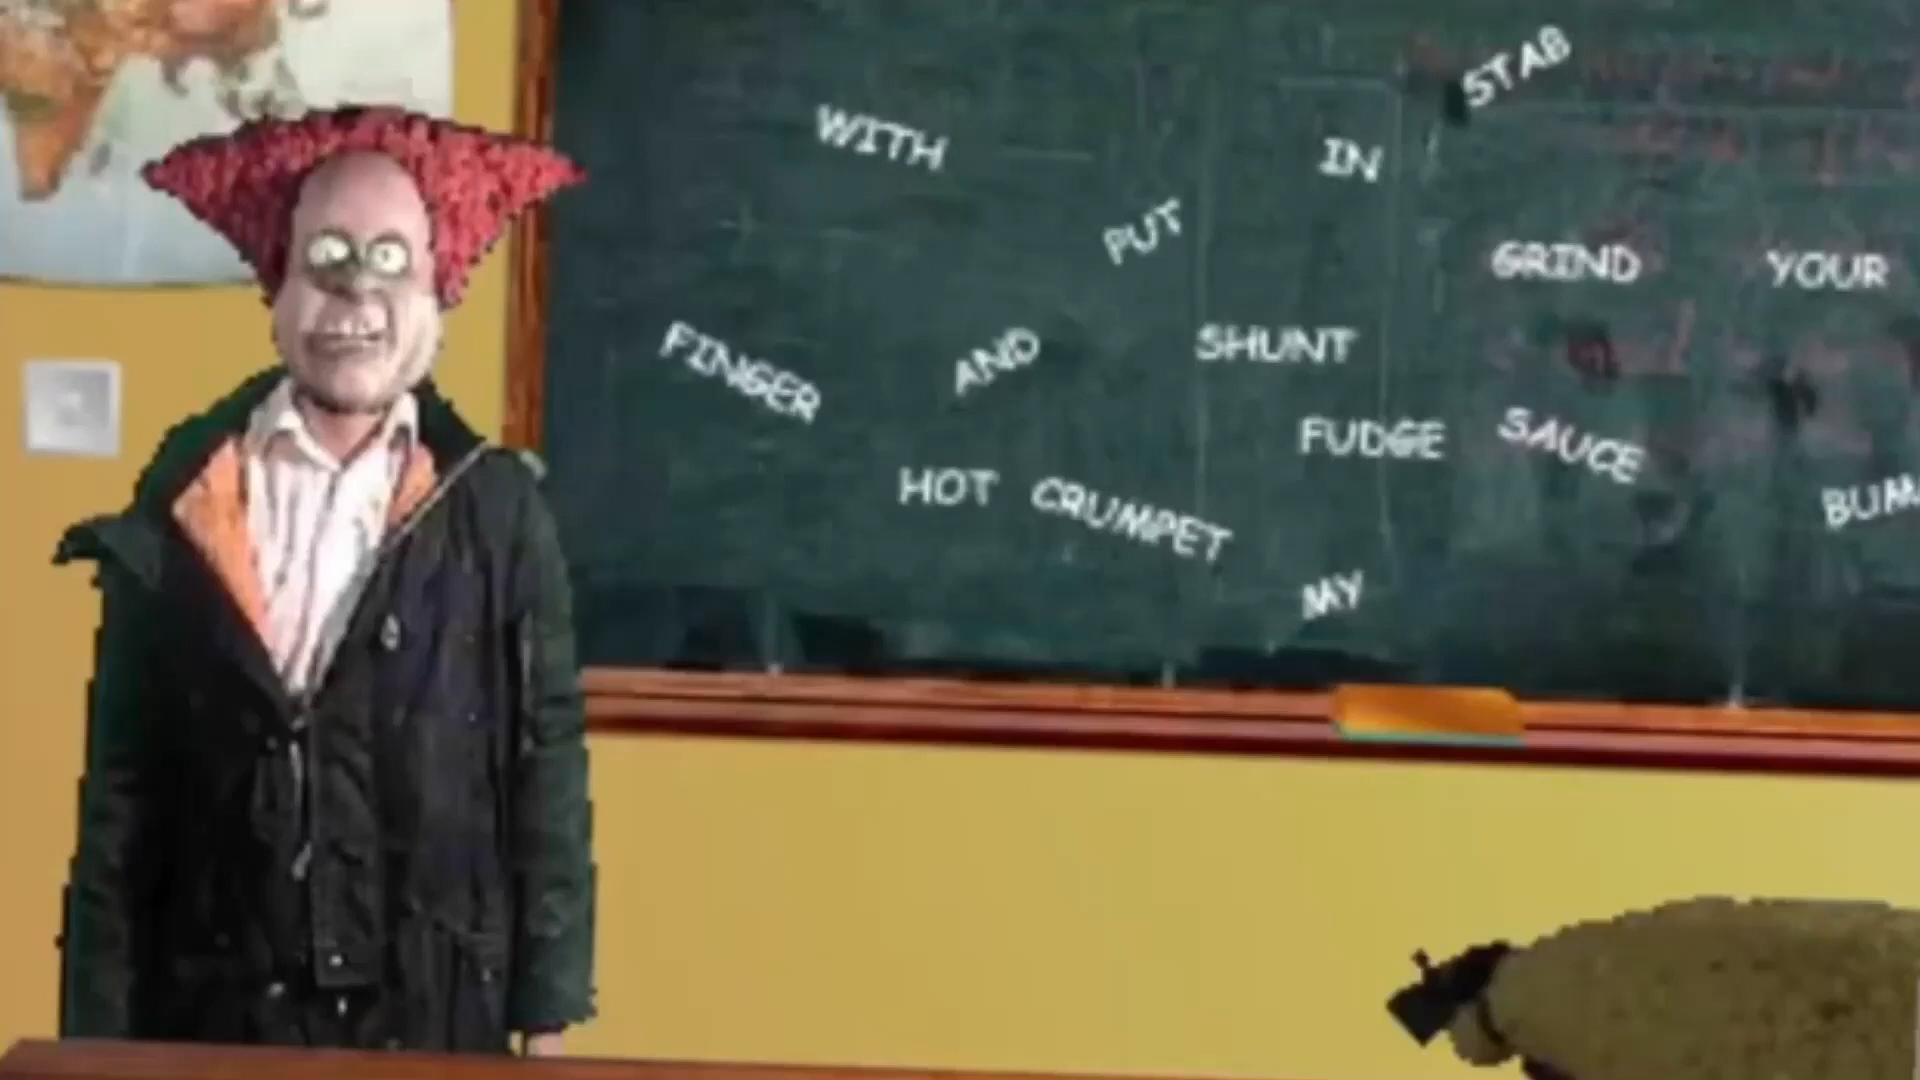 STAB
WITH
IN
PUT
GRIND
YOUR
FINGER
AND
SHUNT
FUDGE
SAUCE
HOT
CRUMPET
BUM
MY